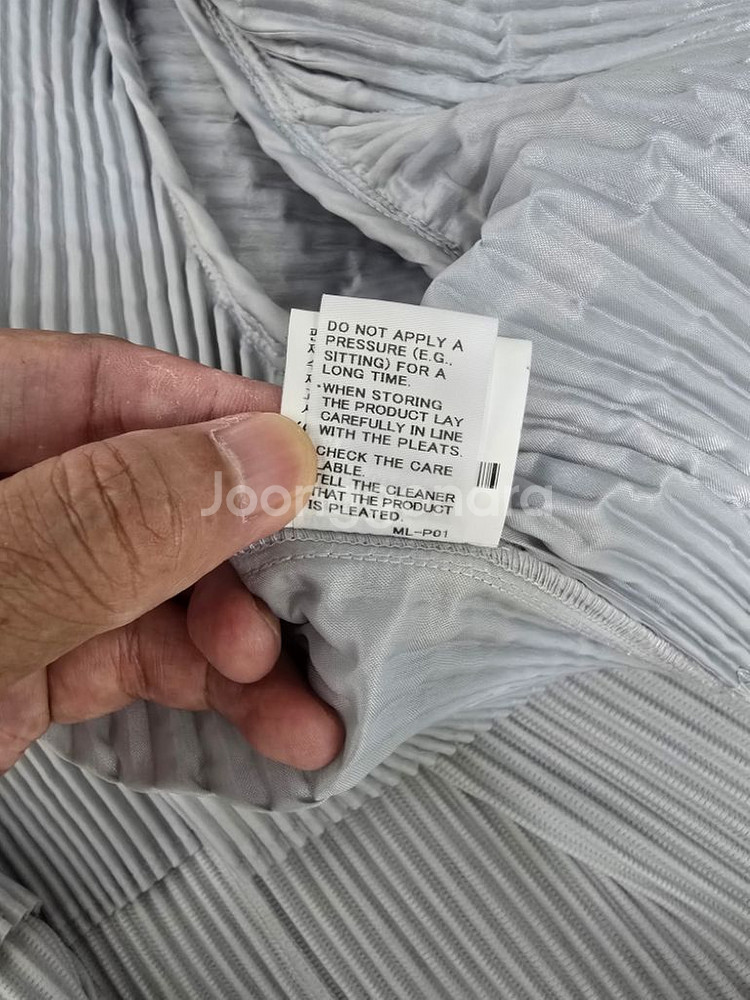 DO NOT APPLY A
PRESSURE (E.G.,
SITTING) FOR A
LONG TIME.
·WHEN STORING
THE PRODUCT LAY
CAREFULLY IN LINE
WITH THE PLEATS.
CHECK THE CARE
LABLE.
TELL THE CLEANER
THAT THE PRODUCT
IS PLEATED.
ML-P01
Joonggonara